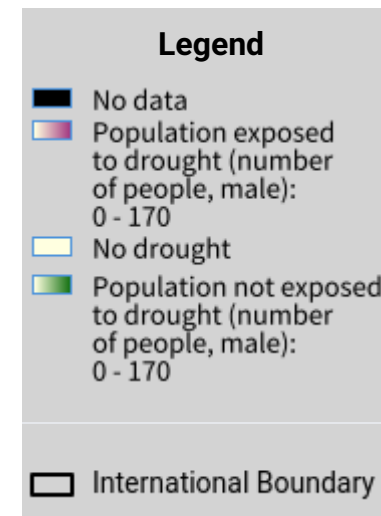 Legend
No data
Population exposed
to drought (number
of people, male):
0 - 170
No drought
Population not exposed
to drought (number
of people, male):
0 - 170
International Boundary